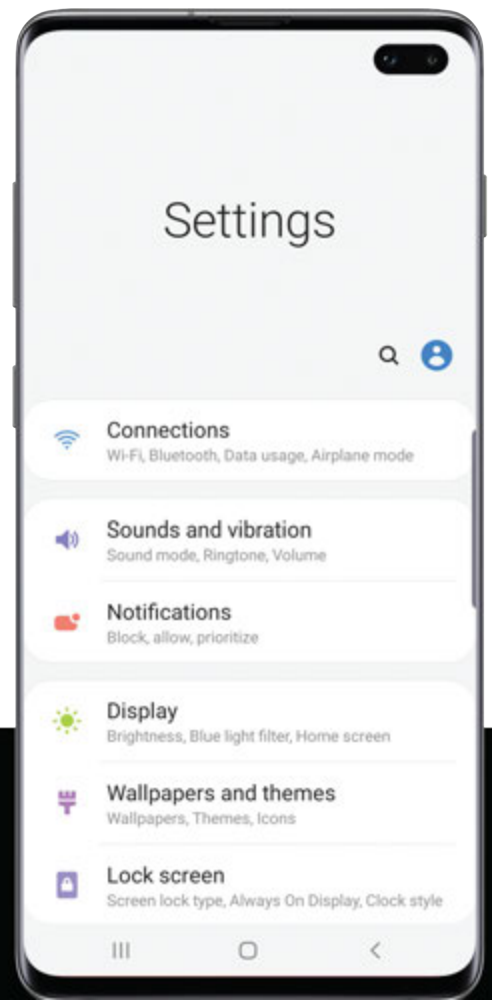 Settings
Connections
Wi-Fi, Bluetooth, Data usage, Airplane mode
Sounds and vibration
Sound mode, Ringtone, Volume
Notifications
Block, allow, prioritize
Display
Brightness, Blue light filter, Home screen
Wallpapers and themes
Wallpapers, Themes, Icons
Lock screen
Screen lock type, Always On Display, Clock style